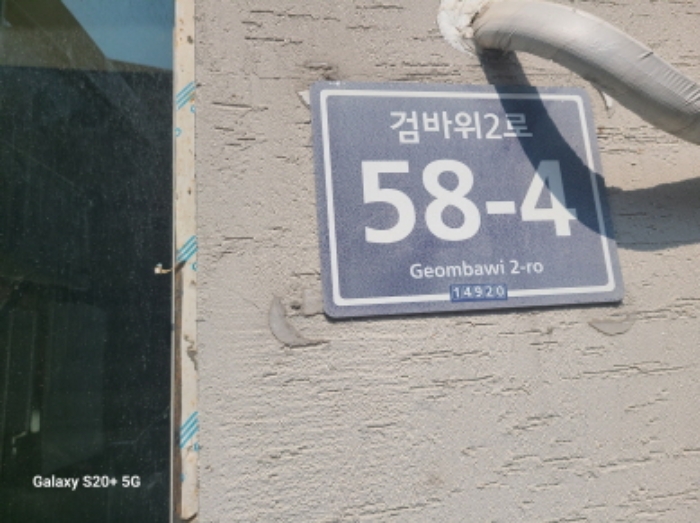 검바위2로
58-4
Geombawi 2-ro
14920
Galaxy S20+ 5G